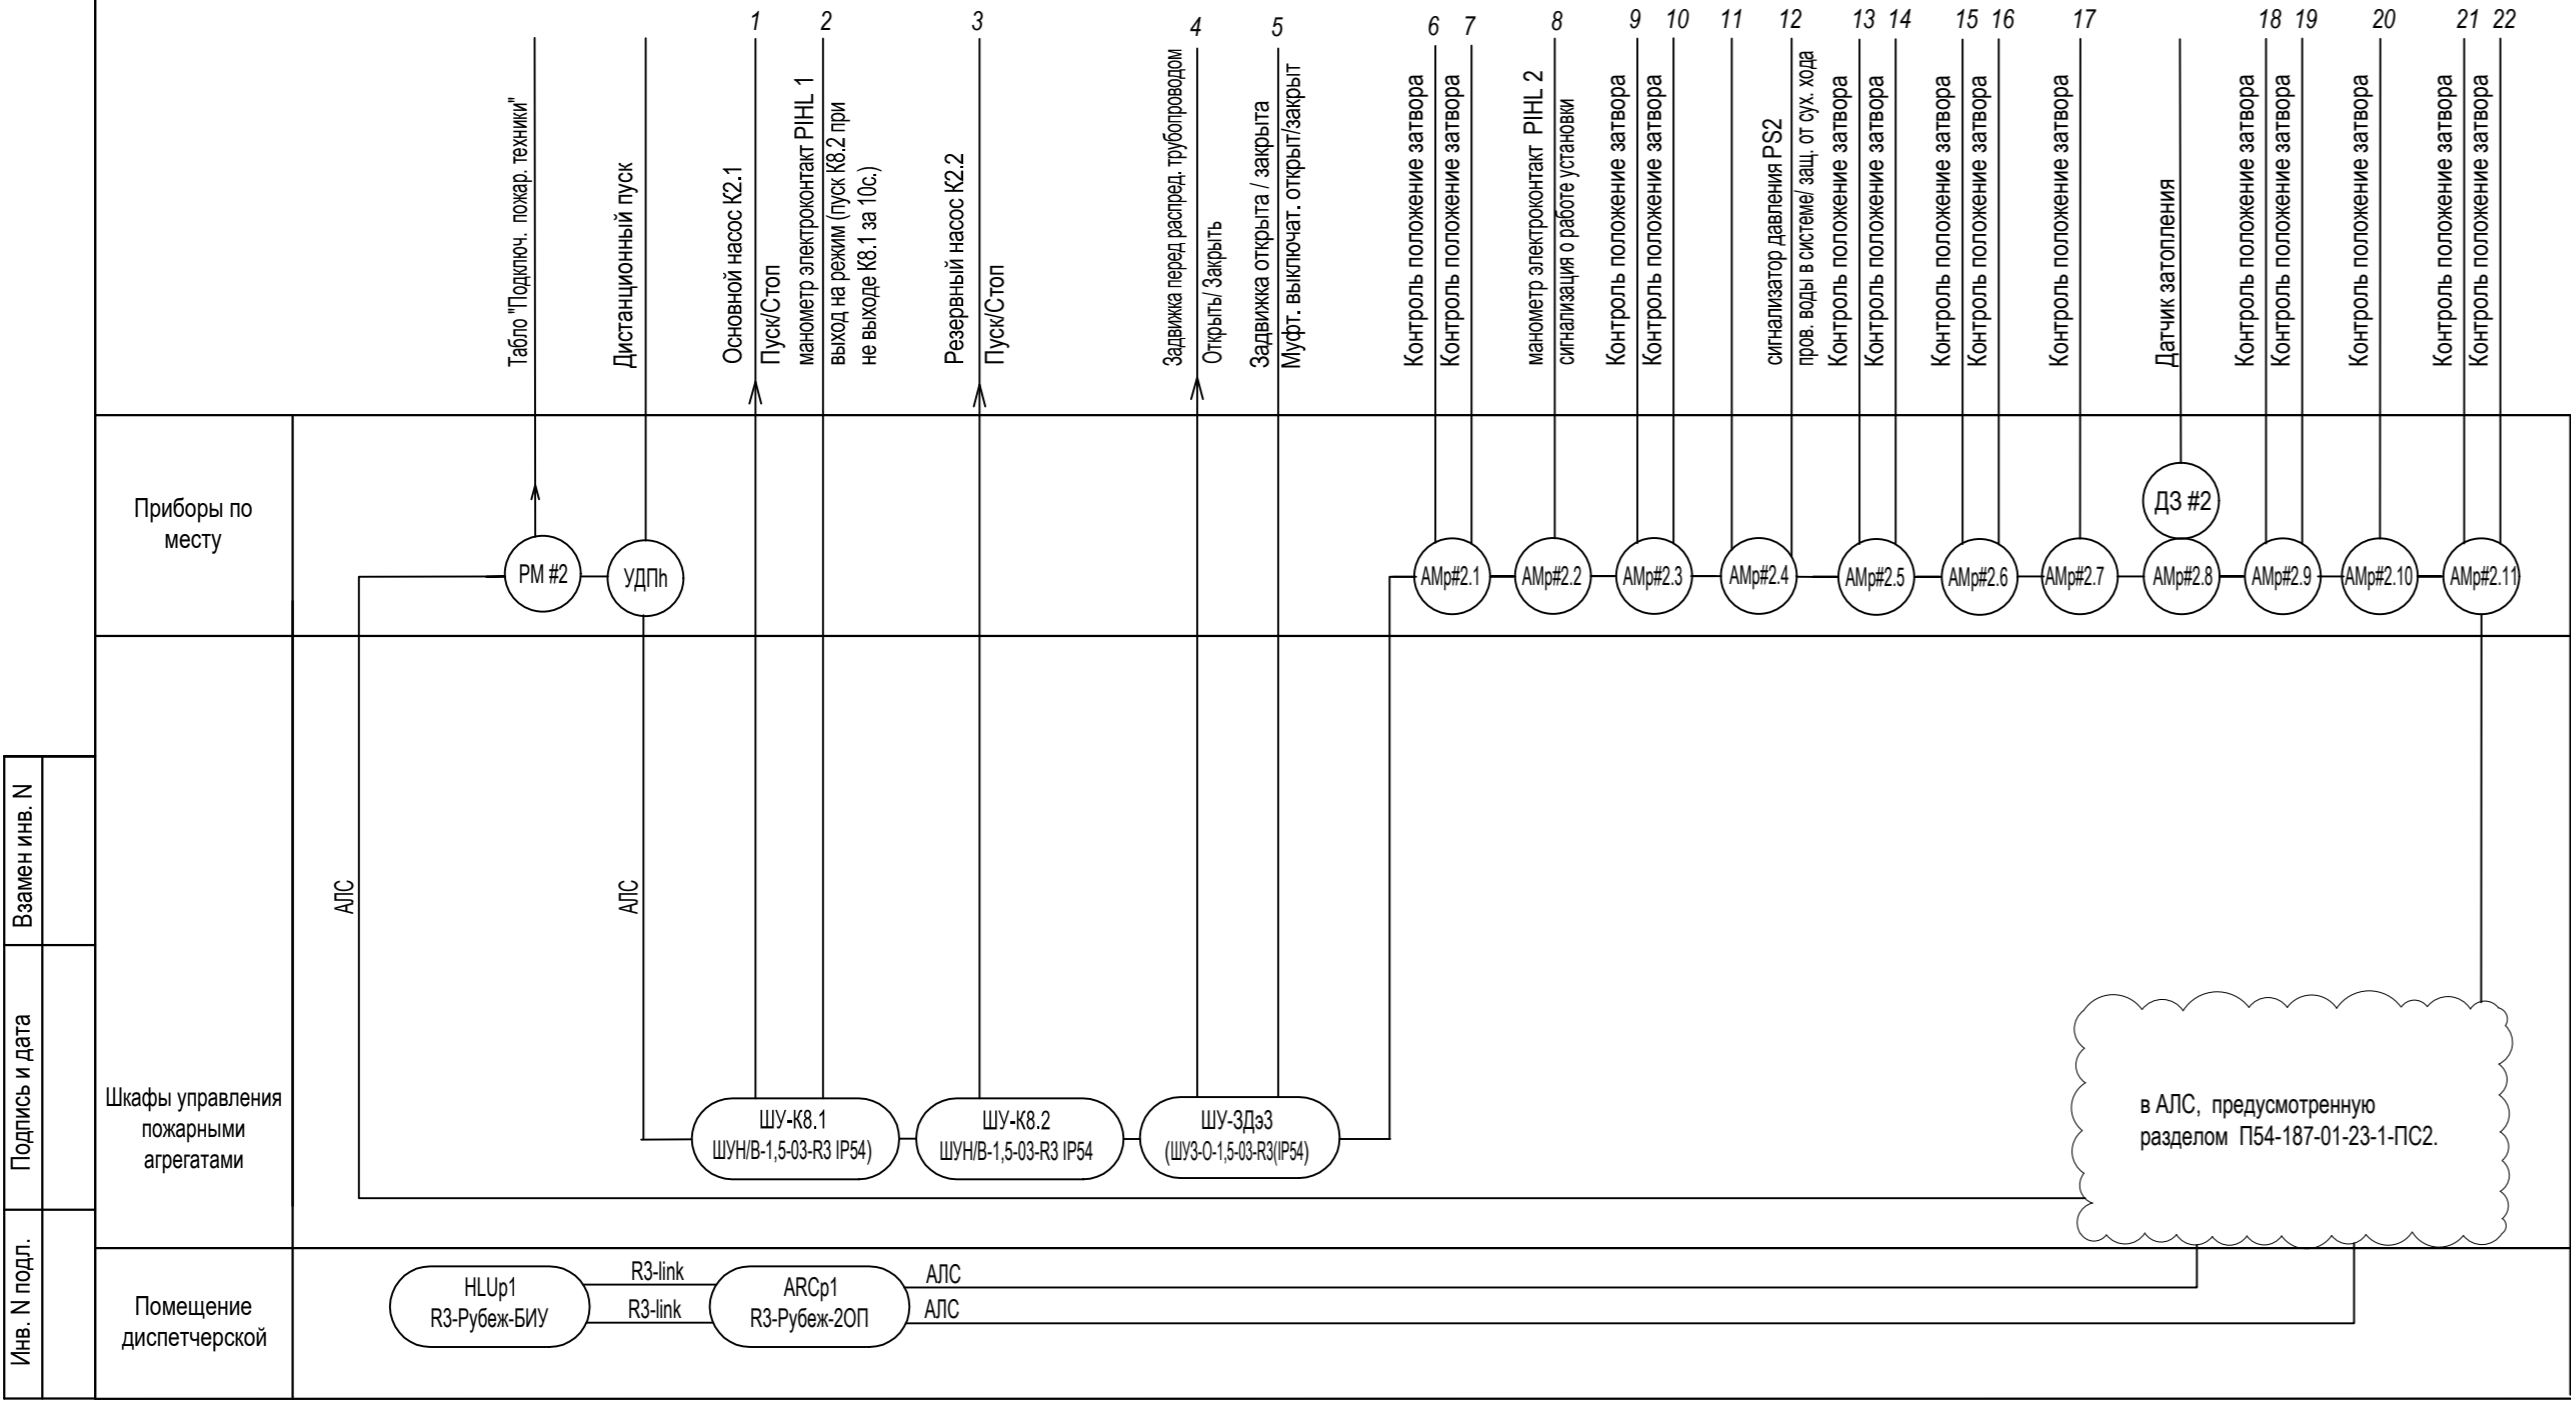 1
2
3
4
5
6
7
8
9
10
11
12
13
14
15
16
17
18
19
20
21
22
Табло "Подключ. пожар. техники"
Дистанционный пуск
Основной насос К2.1
Пуск/Стоп
манометр электроконтакт PIHL 1
выход на режим (пуск К8.2 при
не выходе К8.1 за 10с.)
Резервный насос К2.2
Пуск/Стоп
Задвижка перед распред. трубопроводом
Открыть/ Закрыть
Задвижка открыта / закрыта
Муфт. выключат. открыт/закрыт
Контроль положение затвора
Контроль положение затвора
манометр электроконтакт PIHL 2
сигнализация о работе установки
Контроль положение затвора
Контроль положение затвора
сигнализатор давления PS2
пров. воды в системе/ защ. от сух. хода
Контроль положение затвора
Контроль положение затвора
Контроль положение затвора
Контроль положение затвора
Контроль положение затвора
Датчик затопления
Контроль положение затвора
Контроль положение затвора
Контроль положение затвора
Контроль положение затвора
Контроль положение затвора
Приборы по
месту
РМ #2
УДПh
АМр#2.1
АМр#2.2
АМр#2.3
АМр#2.4
АМр#2.5
АМр#2.6
АМр#2.7
ДЗ #2
АМр#2.8
АМр#2.9
АМр#2.10
АМр#2.11
АЛС
АЛС
Шкафы управления
пожарными
агрегатами
ШУ-К8.1
ШУН/В-1,5-03-R3 IP54)
ШУ-К8.2
ШУН/В-1,5-03-R3 IP54
ШУ-ЗДэ3
(ШУЗ-О-1,5-03-R3(IP54)
в АЛС, предусмотренную
разделом П54-187-01-23-1-ПС2.
Помещение
диспетчерской
HLUp1
R3-Рубеж-БИУ
R3-link
R3-link
ARCp1
R3-Рубеж-2ОП
АЛС
АЛС
Взамен инв. N
Подпись и дата
Инв. N подл.